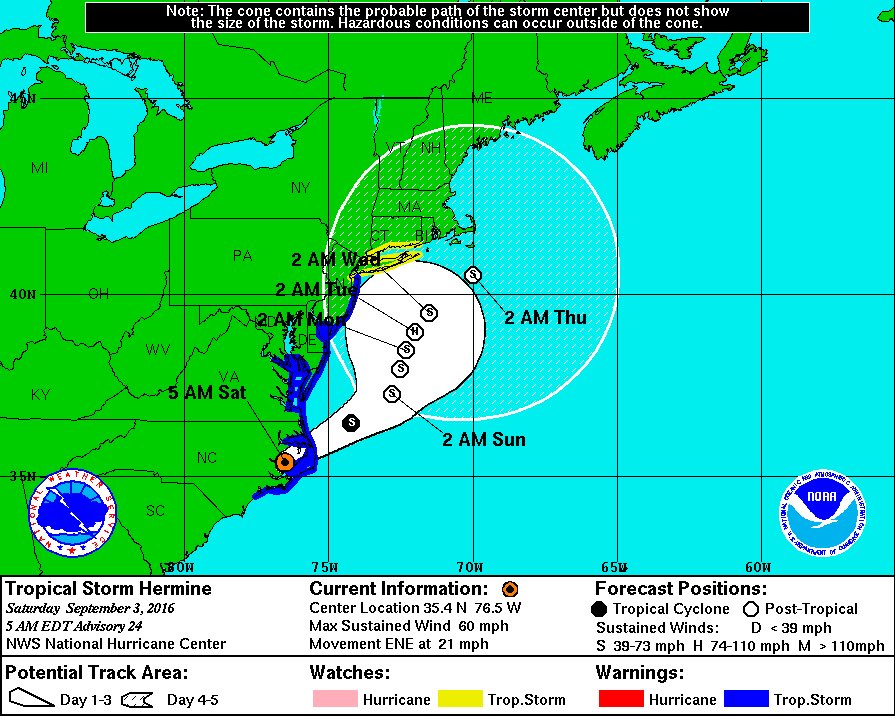 Note: The cone contains the probable path of the storm center but does not show
the size of the storm. Hazardous conditions can occur outside of the cone.
45N
ME
VT
NH
MI
NY
MA
CT
RI
2 AM Wed
PA
2 AM Tue
40N
OH
2 AM Thu
2 AM Mon
DE
WV
VA
5 AM Sat
KY
2 AM Sun
NC
35N
SC
S
S
H
S
S
S
S
NATIONAL WEATHER SERVICE
NOAA
80W
75W
70W
65W
60W
Tropical Storm Hermine
Saturday September 3, 2016
5 AM EDT Advisory 24
NWS National Hurricane Center
Current Information:
Center Location 35.4 N 76.5 W
Max Sustained Wind 60 mph
Movement ENE at 21 mph
Forecast Positions:
Tropical Cyclone Post-Tropical
Sustained Winds: D < 39 mph
S 39-73 mph H 74-110 mph M > 110mph
Potential Track Area:
Day 1-3 Day 4-5
Watches:
Hurricane Trop.Storm
Warnings:
Hurricane Trop.Storm